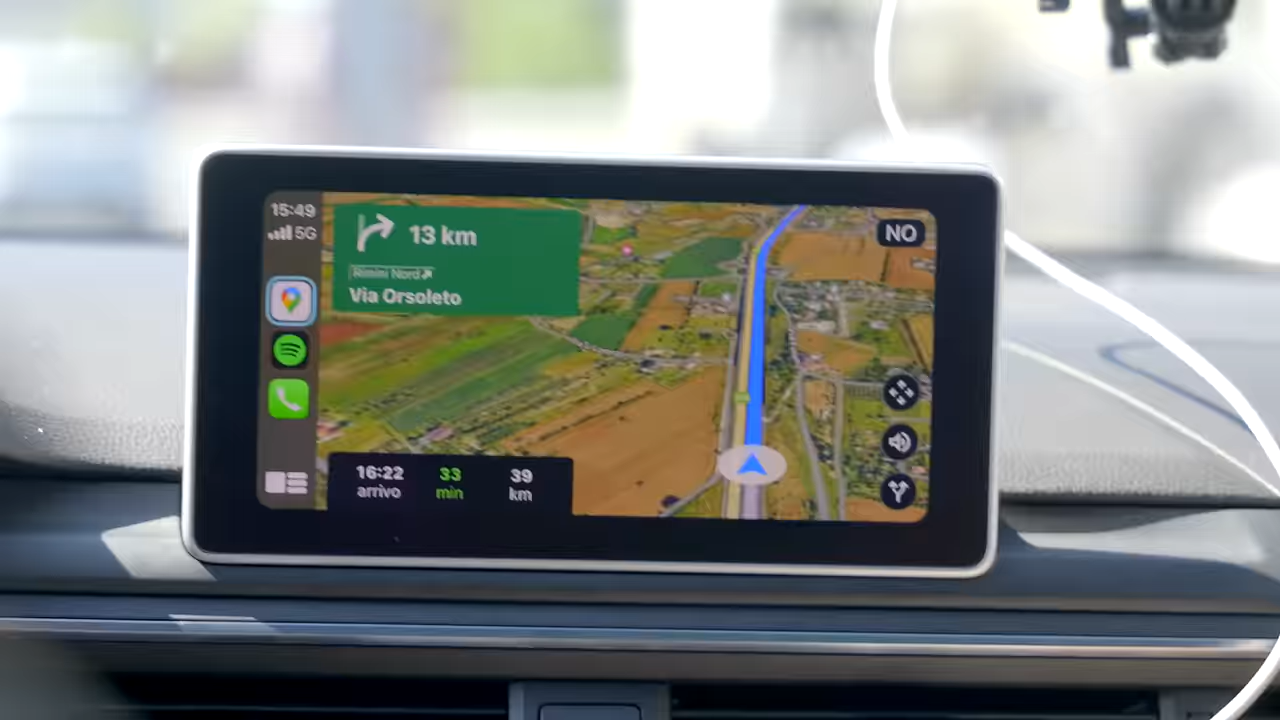 15:49
5G
13 km
Rimini Nord
Via Orsoleto
NO
16:22 33 39
arrivo min km